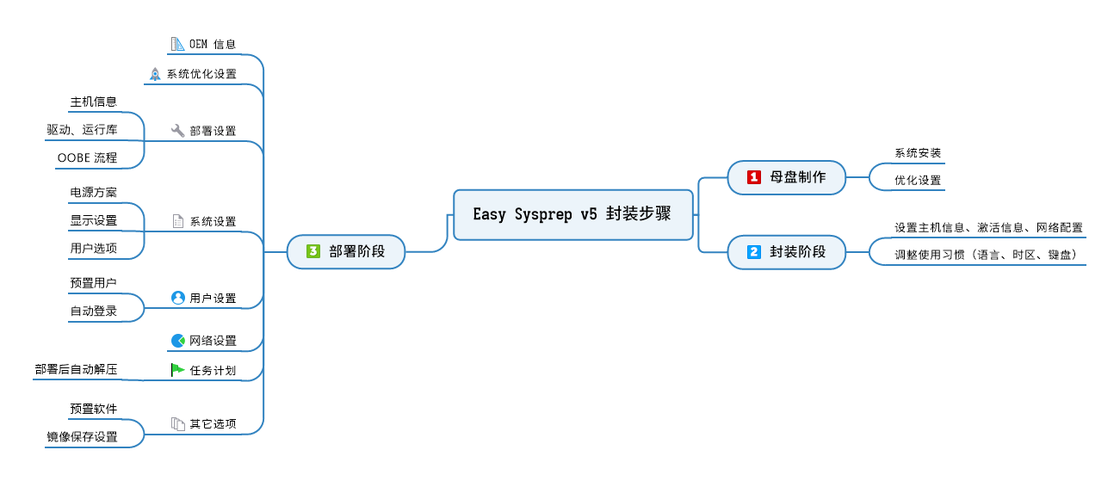 Easy Sysprep v5 封装步骤
1 母盘制作
系统安装
优化设置
2 封装阶段
设置主机信息、激活信息、网络配置
调整使用习惯（语言、时区、键盘）
3 部署阶段
OEM 信息
系统优化设置
部署设置
主机信息
驱动、运行库
OOBE 流程
系统设置
电源方案
显示设置
用户选项
用户设置
预置用户
自动登录
网络设置
任务计划
部署后自动解压
其它选项
预置软件
镜像保存设置